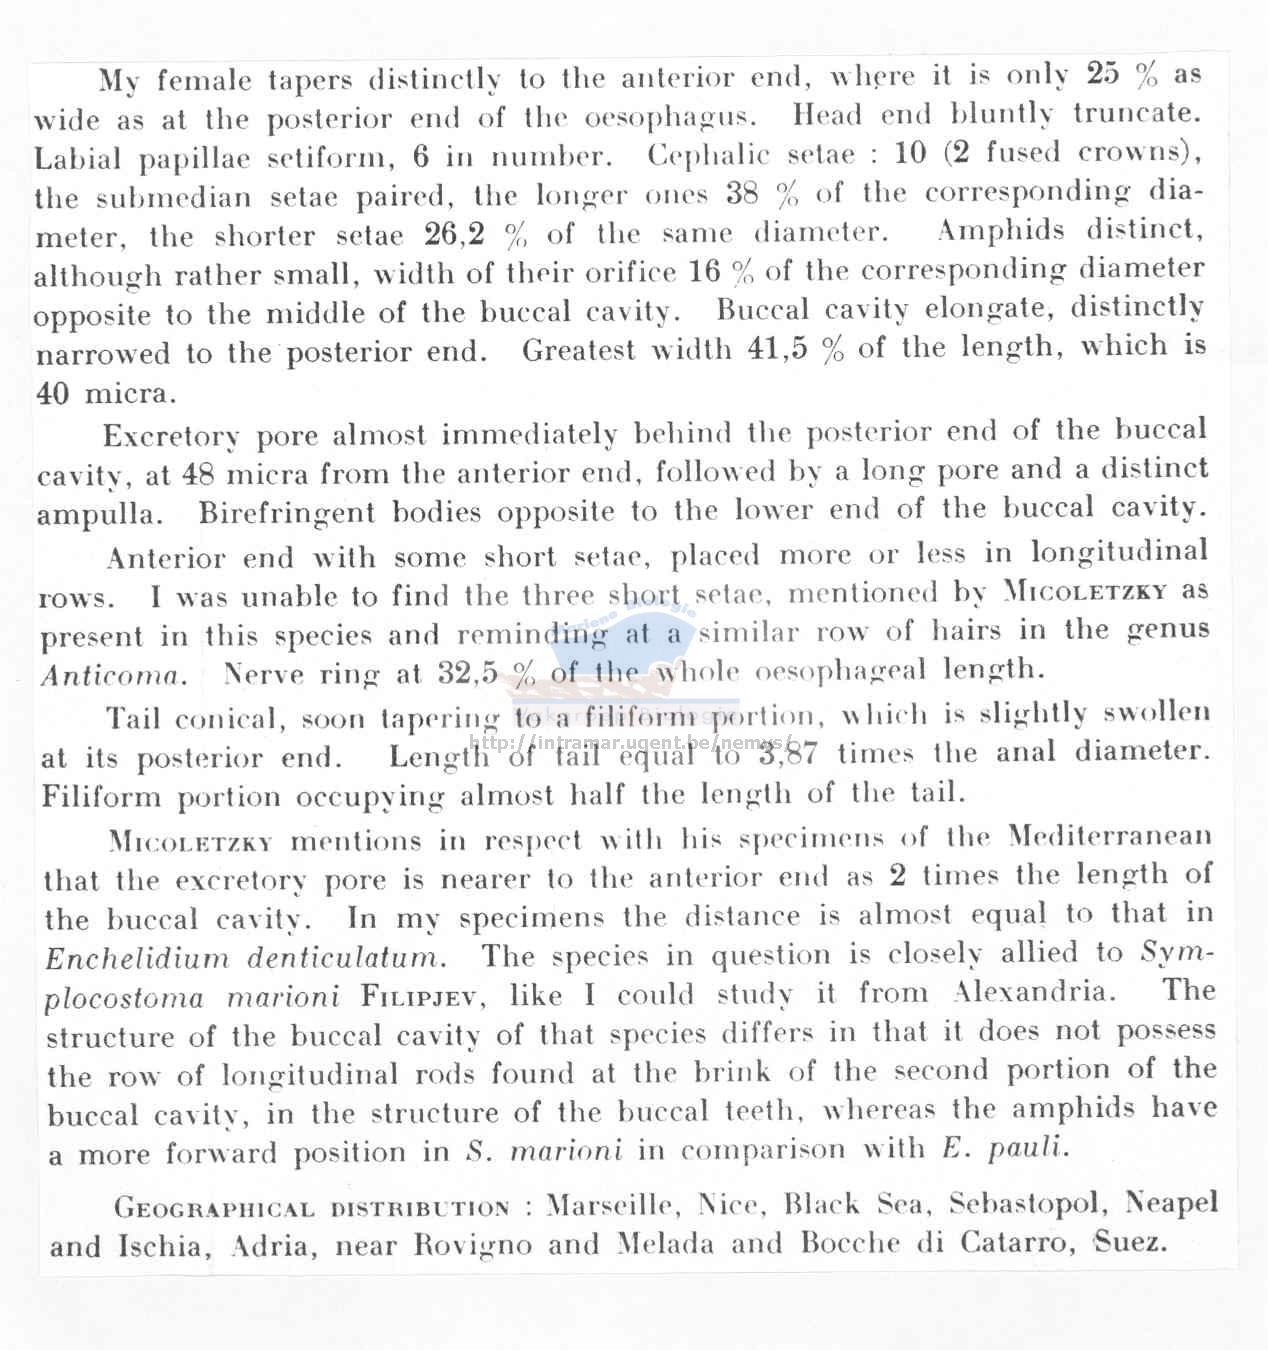 My female tapers distinctly to the anterior end, where it is only 25 % as
wide as at the posterior end of the oesophagus. Head end bluntly truncate.
Labial papillae setiform, 6 in number. Cephalic setae : 10 (2 fused crowns),
the submedian setae paired, the longer ones 38 % of the corresponding dia-
meter, the shorter setae 26,2 % of the same diameter. Amphids distinct,
although rather small, width of their orifice 16 % of the corresponding diameter
opposite to the middle of the buccal cavity. Buccal cavity elongate, distinctly
narrowed to the posterior end. Greatest width 41,5 % of the length, which is
40 micra.
Excretory pore almost immediately behind the posterior end of the buccal
cavity, at 48 micra from the anterior end, followed by a long pore and a distinct
ampulla. Birefringent bodies opposite to the lower end of the buccal cavity.
Anterior end with some short setae, placed more or less in longitudinal
rows. I was unable to find the three short setae, mentioned by MICOLETZKY as
present in this species and reminding at a similar row of hairs in the genus
Anticoma. Nerve ring at 32,5 % of the whole oesophageal length.
Tail conical, soon tapering to a filiform portion, which is slightly swollen
http://intramar.ugent.be/nemys/
at its posterior end. Length of tail equal to 3,87 times the anal diameter.
Filiform portion occupying almost half the length of the tail.
MICOLETZKY mentions in respect with his specimens of the Mediterranean
that the excretory pore is nearer to the anterior end as 2 times the length of
the buccal cavity. In my specimens the distance is almost equal to that in
Enchelidium denticulatum. The species in question is closely allied to Sym-
plocostoma marioni FILIPJEV, like I could study it from Alexandria. The
structure of the buccal cavity of that species differs in that it does not possess
the row of longitudinal rods found at the brink of the second portion of the
buccal cavity, in the structure of the buccal teeth, whereas the amphids have
a more forward position in S. marioni in comparison with E. pauli.
GEOGRAPHICAL DISTRIBUTION : Marseille, Nice, Black Sea, Sebastopol, Neapel
and Ischia, Adria, near Rovigno and Melada and Bocche di Catarro, Suez.